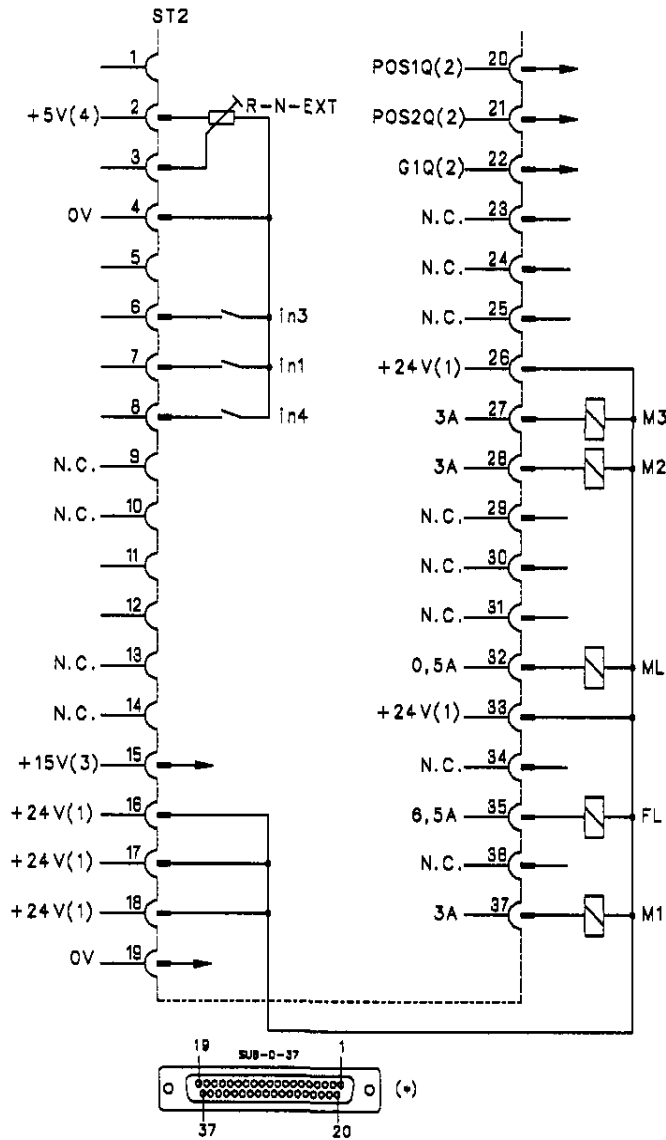 ST2
1
+5V(4) 2 R-N-EXT
3
0V 4
5
6 in3
7 in1
8 in4
N.C. 9
N.C. 10
11
12
N.C. 13
N.C. 14
+15V(3) 15
+24V(1) 16
+24V(1) 17
+24V(1) 18
0V 19
POS1Q(2) 20
POS2Q(2) 21
G1Q(2) 22
N.C. 23
N.C. 24
N.C. 25
+24V(1) 26
3A 27 M3
3A 28 M2
N.C. 29
N.C. 30
N.C. 31
0,5A 32 ML
+24V(1) 33
N.C. 34
6,5A 35 FL
N.C. 36
3A 37 M1
19 SUB-D-37 1
(*)
37 20